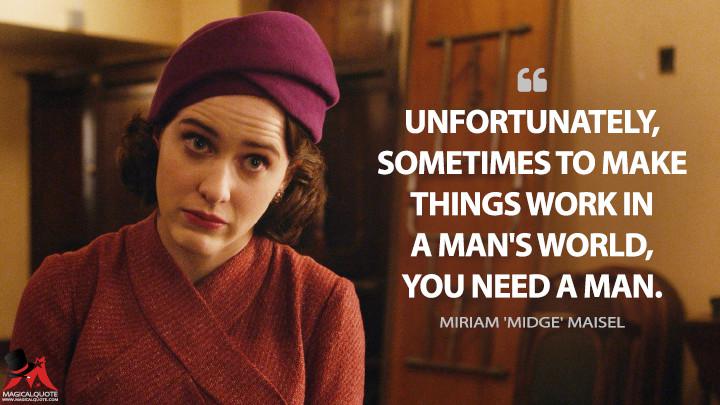 ❝
UNFORTUNATELY,
SOMETIMES TO MAKE
THINGS WORK IN
A MAN'S WORLD,
YOU NEED A MAN.
MIRIAM 'MIDGE' MAISEL
MAGICALQUOTE
WWW.MAGICALQUOTE.COM